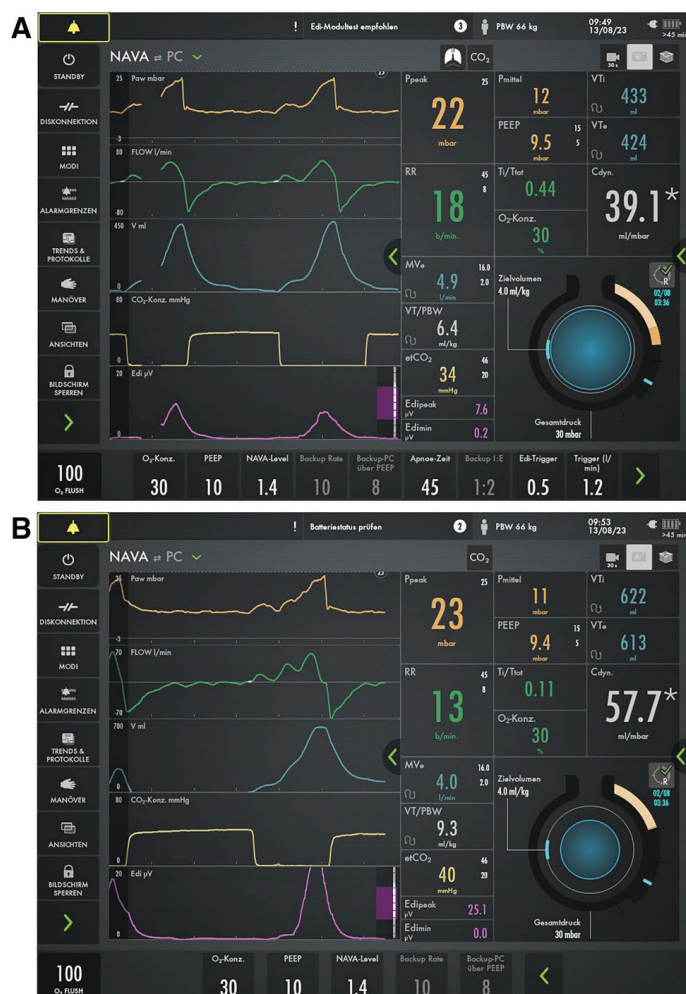 A
! Edi-Modultest empfohlen 3 PBW 66 kg 09:49
13/08/23 >45 min
STANDBY
DISKONNEKTION
MODI
ALARMGRENZEN
TRENDS &
PROTOKOLLE
MANÖVER
ANSICHTEN
BILDSCHIRM
SPERREN
NAVA ⇄ PC
CO₂
30 s
25 Paw mbar
-3
80 FLOW l/min
-80
450 V ml
0
80 CO₂-Konz. mmHg
0
20 Edi µV
0
Ppeak 25
22
mbar
Pmittel
12
mbar
VTi
433
ml
PEEP 15
9.5 5
mbar
VTe
424
ml
RR 45
18 8
b/min.
Ti/Ttot
0.44
O₂-Konz.
30
%
Cdyn.
39.1*
ml/mbar
MVe 16.0
4.9 2.0
l/min
VT/PBW
6.4
ml/kg
etCO₂ 46
34 20
mmHg
Edipeak
µV 7.6
Edimin
µV 0.2
Zielvolumen
4.0 ml/kg
R
02/08
03:36
Gesamtdruck
30 mbar
100
O₂ FLUSH
O₂-Konz.
30
PEEP
10
NAVA-Level
1.4
Backup Rate
10
Backup-PC
über PEEP
8
Apnoe-Zeit
45
Backup I:E
1:2
Edi-Trigger
0.5
Trigger (l/
min)
1.2
B
! Batteriestatus prüfen 2 PBW 66 kg 09:53
13/08/23 >45 min
STANDBY
DISKONNEKTION
MODI
ALARMGRENZEN
TRENDS &
PROTOKOLLE
MANÖVER
ANSICHTEN
BILDSCHIRM
SPERREN
NAVA ⇄ PC
CO₂
30 s
Paw mbar
-3
70 FLOW l/min
-70
700 V ml
0
80 CO₂-Konz. mmHg
0
20 Edi µV
0
Ppeak 25
23
mbar
Pmittel
11
mbar
VTi
622
ml
PEEP 15
9.4 5
mbar
VTe
613
ml
RR 45
13 8
b/min.
Ti/Ttot
0.11
O₂-Konz.
30
%
Cdyn.
57.7*
ml/mbar
MVe 16.0
4.0 2.0
l/min
VT/PBW
9.3
ml/kg
etCO₂ 46
40 20
mmHg
Edipeak
µV 25.1
Edimin
µV 0.0
Zielvolumen
4.0 ml/kg
R
02/08
03:36
Gesamtdruck
30 mbar
100
O₂ FLUSH
O₂-Konz.
30
PEEP
10
NAVA-Level
1.4
Backup Rate
10
Backup-PC
über PEEP
8